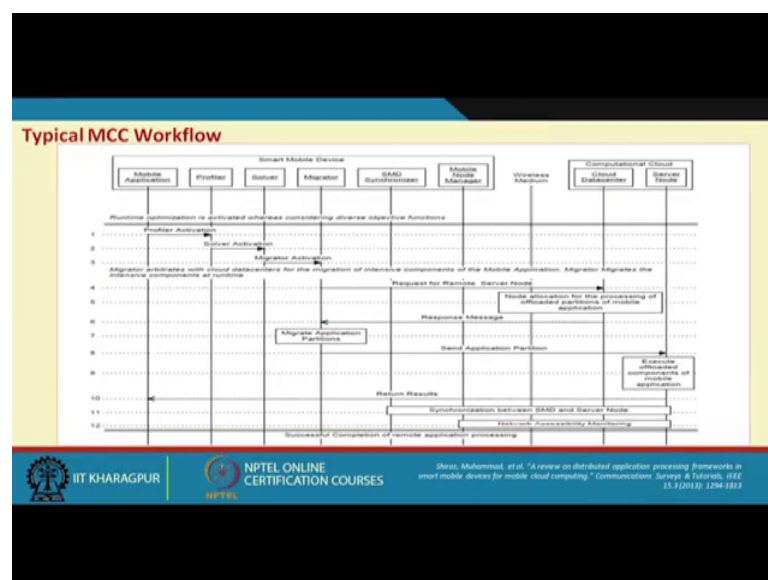 Typical MCC Workflow
Smart Mobile Device
Computational Cloud
Mobile
Application
Profiler
Solver
Migrator
SMD
Synchronizer
Mobile
Node
Manager
Wireless
Medium
Cloud
Datacenter
Server
Node
Runtime optimization is activated whereas considering diverse objective functions
1
Profiler Activation
2
Solver Activation
3
Migrator Activation
Migrator arbitrates with cloud datacenters for the migration of intensive components of the Mobile Application. Migrator Migrates the
intensive components at runtime
4
Request for Remote Server Node
5
Node allocation for the processing of
offloaded partitions of mobile
application
6
Response Message
7
Migrate Application
Partitions
8
Send Application Partition
9
Execute
offloaded
components of
mobile
application
10
Return Results
11
Synchronization between SMD and Server Node
12
Network Accessibility Monitoring
Successful Completion of remote application processing
IIT KHARAGPUR
NPTEL
NPTEL ONLINE
CERTIFICATION COURSES
Shiraz, Muhammad, et al. "A review on distributed application processing frameworks in
smart mobile devices for mobile cloud computing." Communications Surveys & Tutorials, IEEE
15.3 (2013): 1294-1313